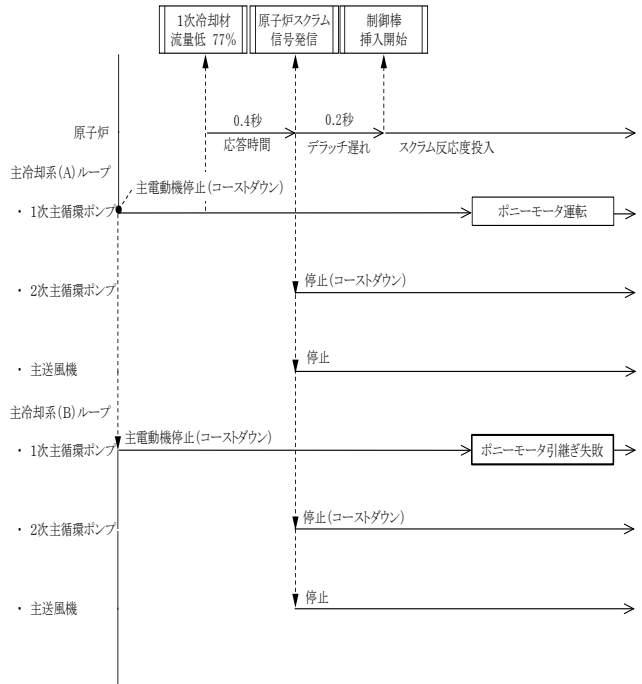 1次冷却材
流量低 77%
原子炉スクラム
信号発信
制御棒
挿入開始
0.4秒
0.2秒
原子炉
応答時間
デラッチ遅れ
スクラム反応度投入
主冷却系(A)ループ
主電動機停止(コーストダウン)
・ 1次主循環ポンプ
ポニーモータ運転
停止(コーストダウン)
・ 2次主循環ポンプ
停止
・ 主送風機
主冷却系(B)ループ
主電動機停止(コーストダウン)
・ 1次主循環ポンプ
ポニーモータ引継ぎ失敗
停止(コーストダウン)
・ 2次主循環ポンプ
停止
・ 主送風機